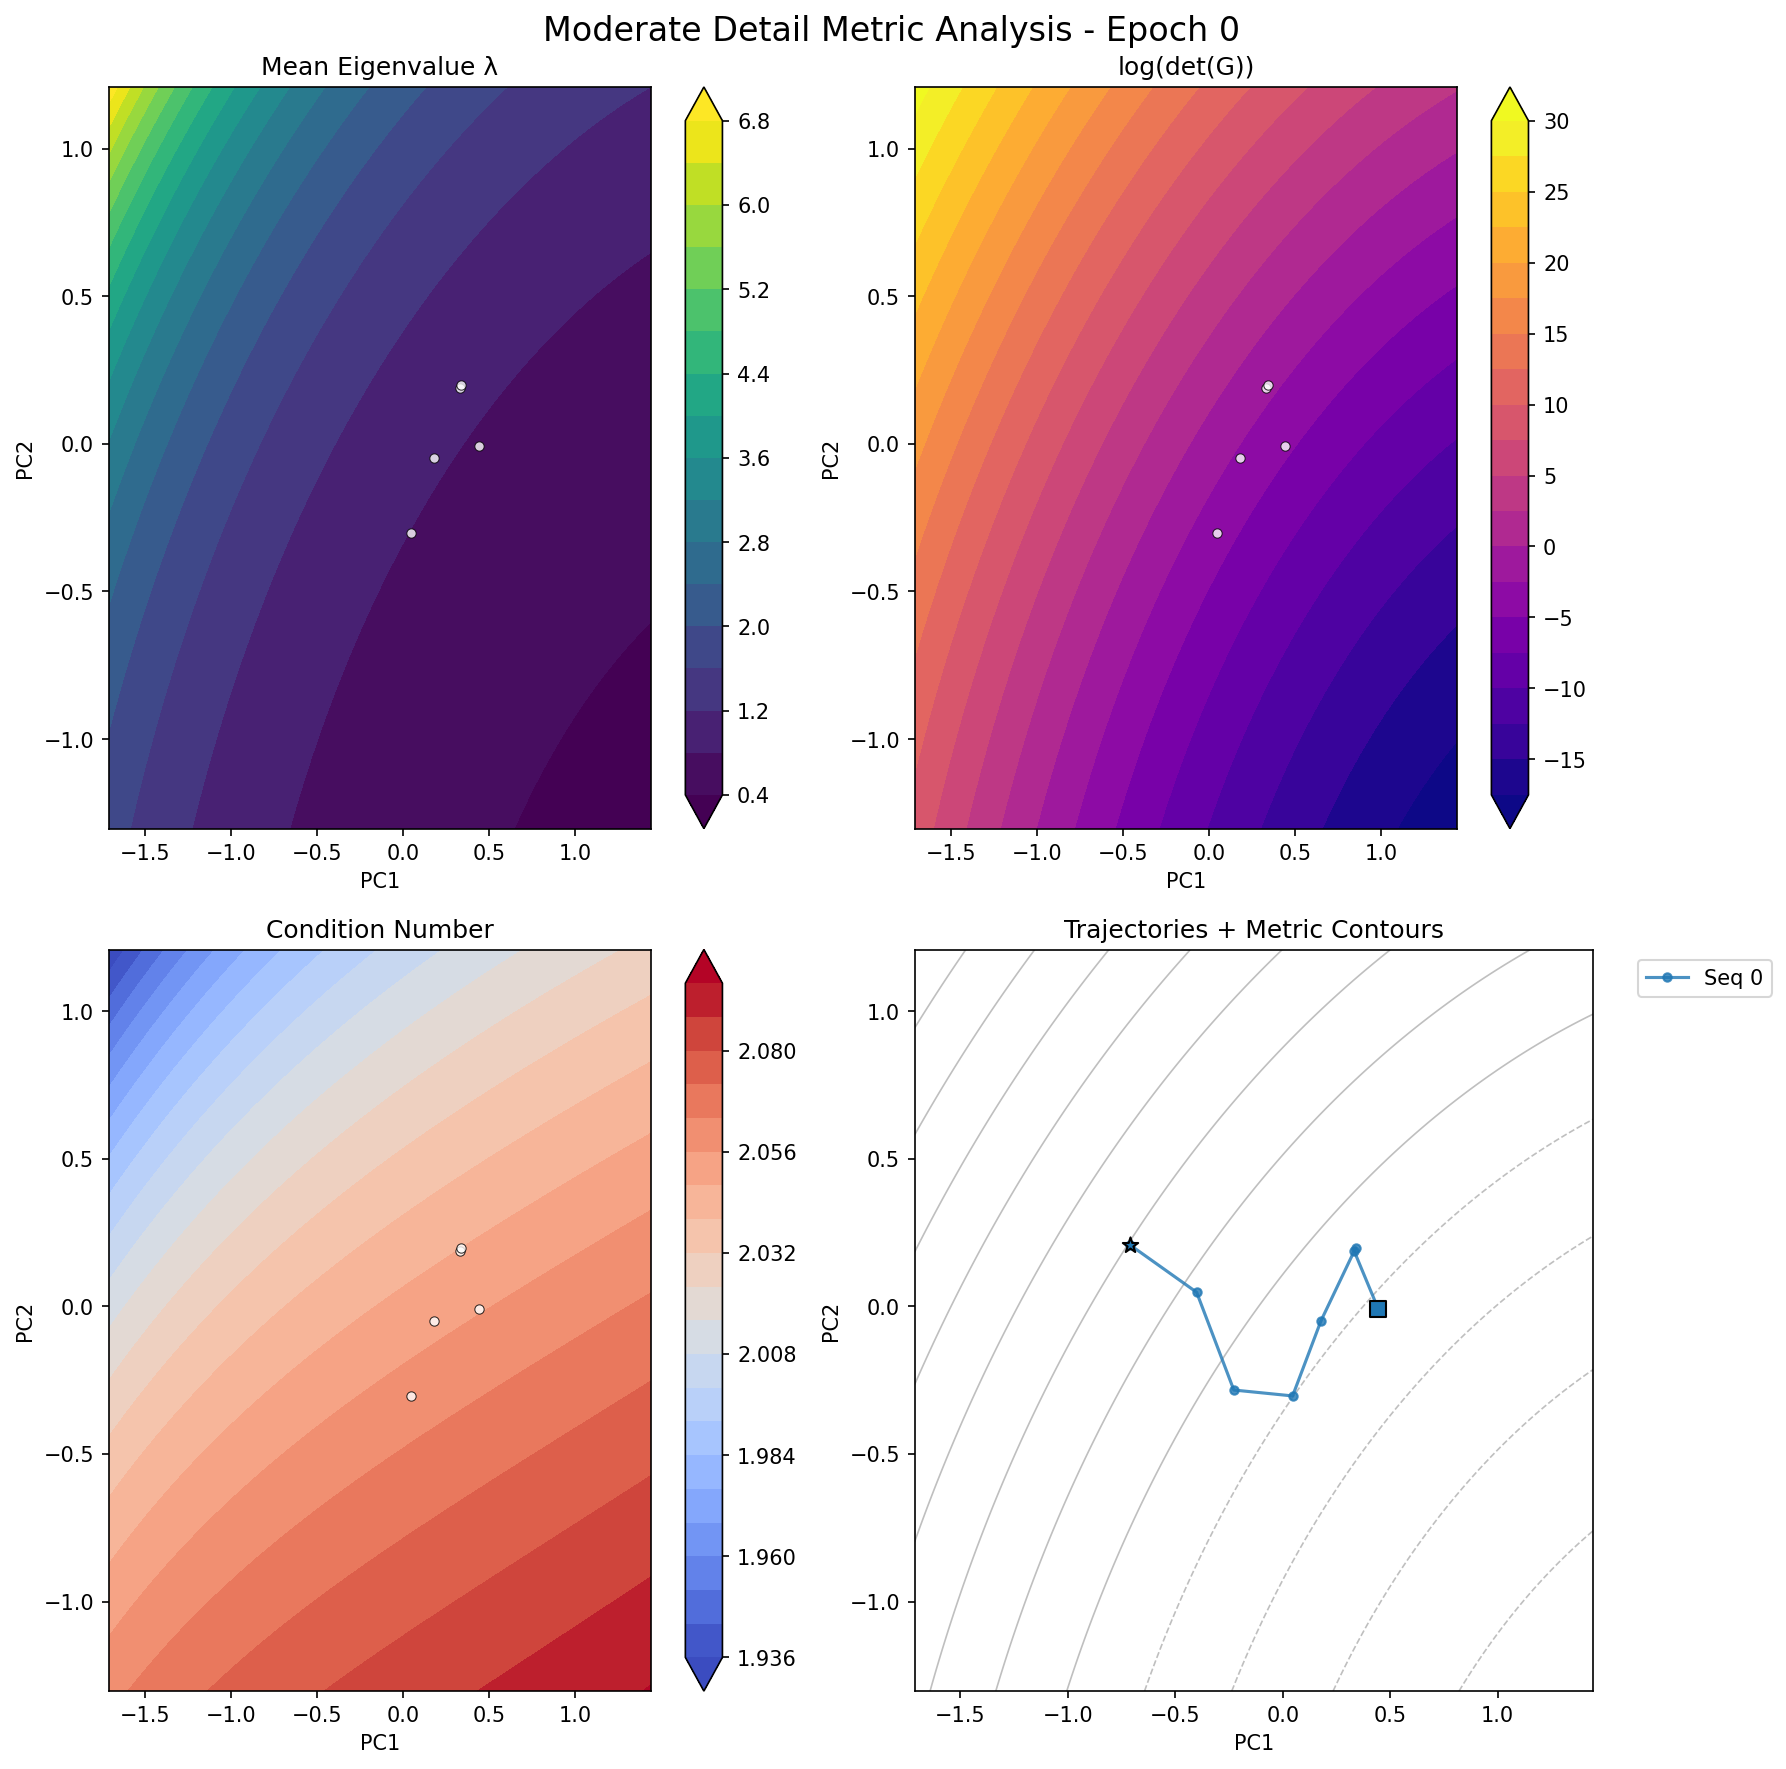 Moderate Detail Metric Analysis - Epoch 0
Mean Eigenvalue λ
1.0
0.5
0.0
−0.5
−1.0
PC2
−1.5 −1.0 −0.5 0.0 0.5 1.0
PC1
6.8
6.0
5.2
4.4
3.6
2.8
2.0
1.2
0.4
log(det(G))
1.0
0.5
0.0
−0.5
−1.0
PC2
−1.5 −1.0 −0.5 0.0 0.5 1.0
PC1
30
25
20
15
10
5
0
−5
−10
−15
Condition Number
1.0
0.5
0.0
−0.5
−1.0
PC2
−1.5 −1.0 −0.5 0.0 0.5 1.0
PC1
2.080
2.056
2.032
2.008
1.984
1.960
1.936
Trajectories + Metric Contours
1.0
0.5
0.0
−0.5
−1.0
PC2
−1.5 −1.0 −0.5 0.0 0.5 1.0
PC1
Seq 0